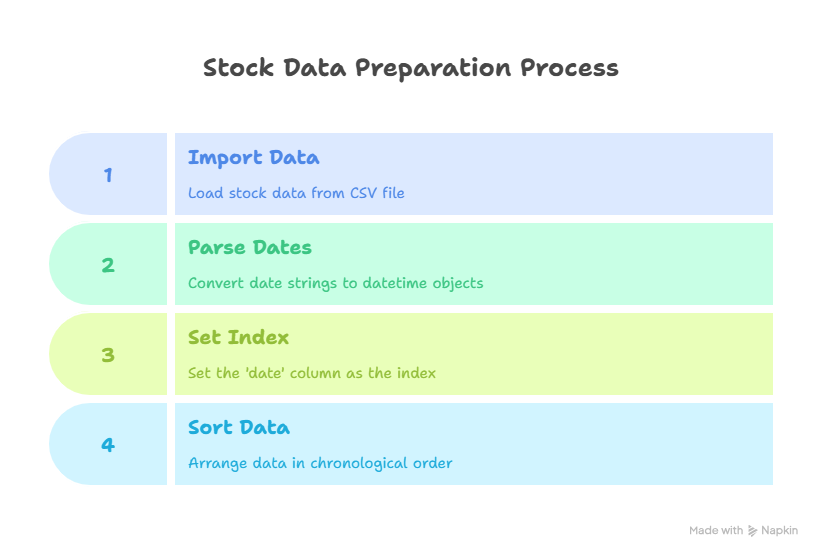 Stock Data Preparation Process
1
Import Data
Load stock data from CSV file
2
Parse Dates
Convert date strings to datetime objects
3
Set Index
Set the 'date' column as the index
4
Sort Data
Arrange data in chronological order
Made with Napkin